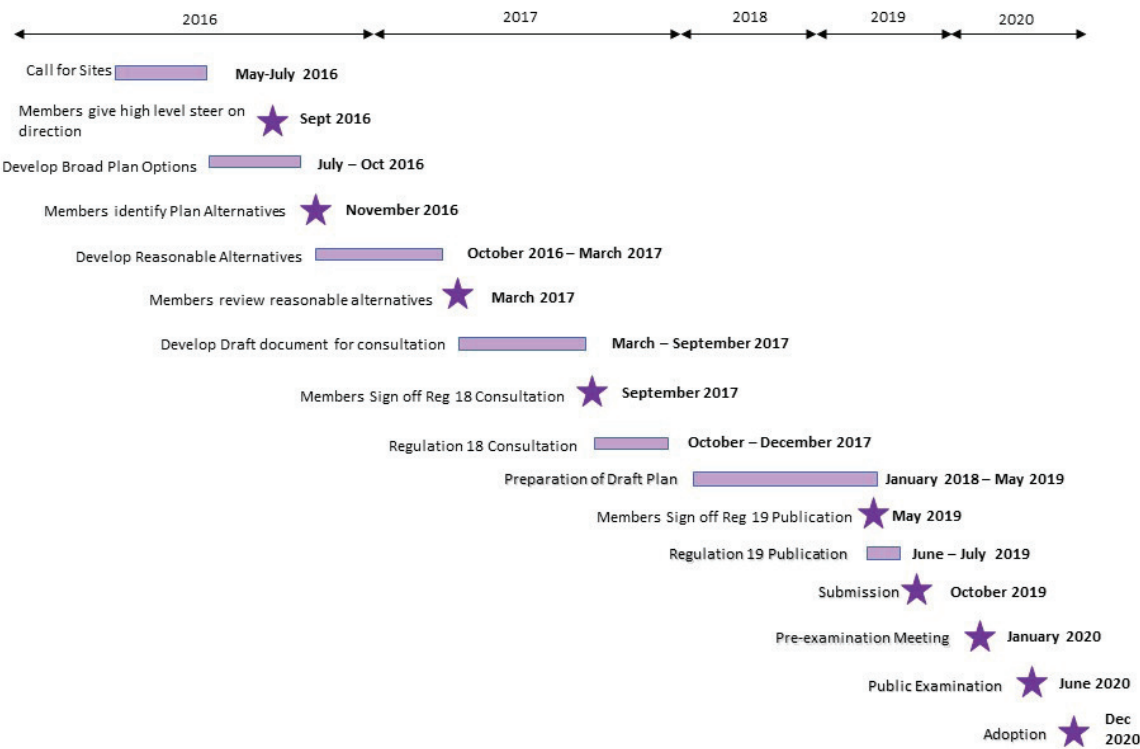 2016 2017 2018 2019 2020
Call for Sites May-July 2016
Members give high level steer on
direction Sept 2016
Develop Broad Plan Options July – Oct 2016
Members identify Plan Alternatives November 2016
Develop Reasonable Alternatives October 2016 – March 2017
Members review reasonable alternatives March 2017
Develop Draft document for consultation March – September 2017
Members Sign off Reg 18 Consultation September 2017
Regulation 18 Consultation October – December 2017
Preparation of Draft Plan January 2018 – May 2019
Members Sign off Reg 19 Publication May 2019
Regulation 19 Publication June – July 2019
Submission October 2019
Pre-examination Meeting January 2020
Public Examination June 2020
Adoption Dec
2020